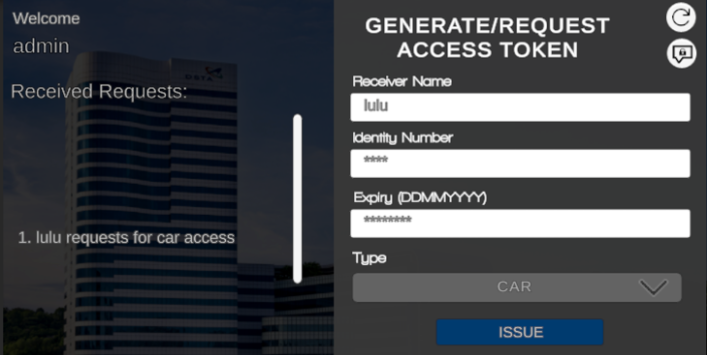 Welcome
admin
Received Requests:
1. lulu requests for car access
GENERATE/REQUEST
ACCESS TOKEN
Receiver Name
lulu
Identity Number
****
Expiry (DDMMYYYY)
********
Type
CAR
ISSUE